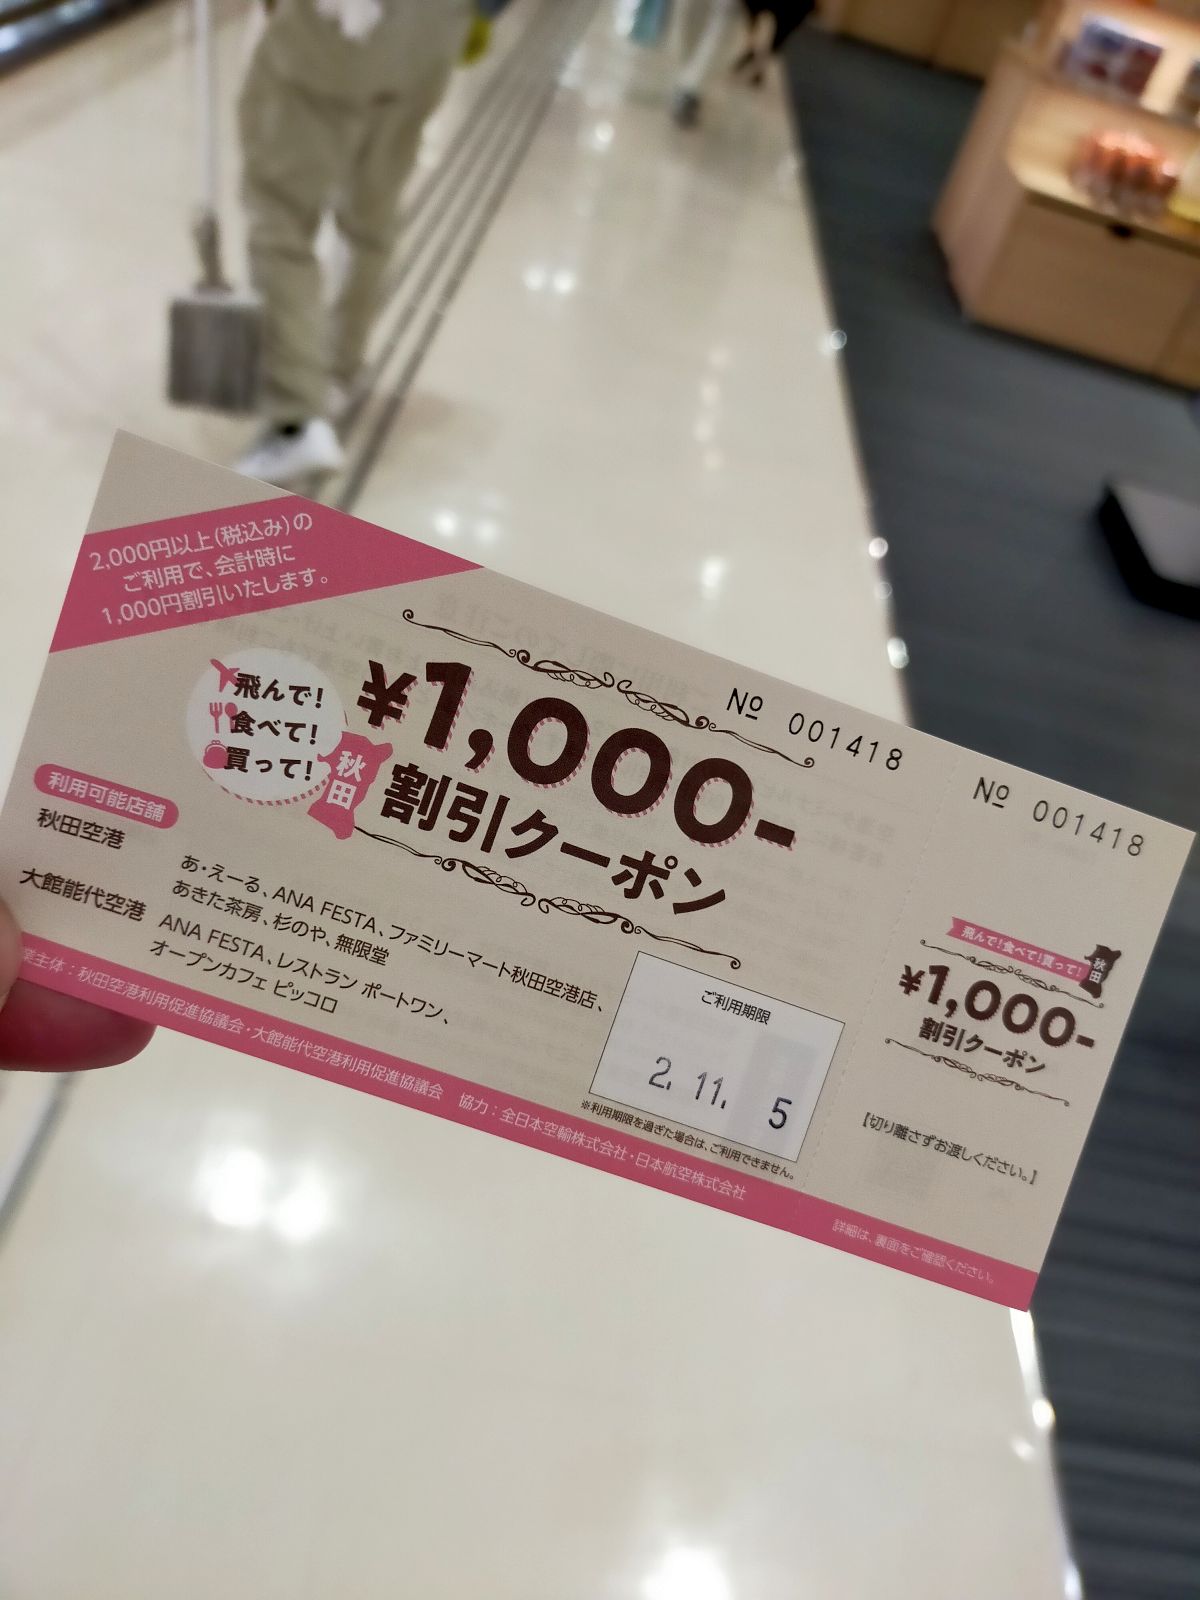 2,000円以上(税込み)の
ご利用で、会計時に
1,000円割引いたします。
飛んで!
食べて!
買って!
秋田
¥1,000-
割引クーポン
№ 001418
利用可能店舗
秋田空港
あ・えーる、ANA FESTA、ファミリーマート秋田空港店、
あきた茶房、杉のや、無限堂
大館能代空港
ANA FESTA、レストラン ポートワン、
オープンカフェ ピッコロ
ご利用期限
2. 11. 5
※利用期限を過ぎた場合は、ご利用できません。
業主体:秋田空港利用促進協議会・大館能代空港利用促進協議会 協力:全日本空輸株式会社・日本航空株式会社
№ 001418
飛んで!食べて!買って!
秋田
¥1,000-
割引クーポン
【切り離さずお渡しください。】
詳細は、裏面をご確認ください。